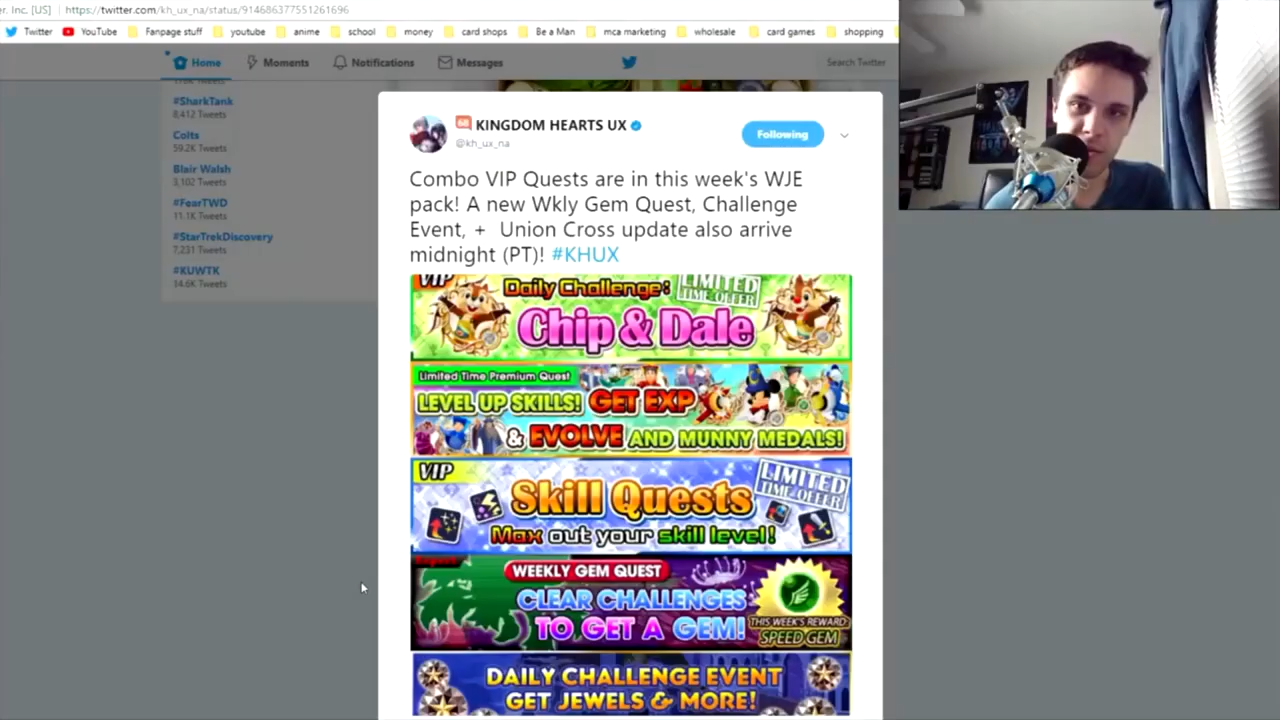 er, Inc. [US] | https://twitter.com/kh_ux_na/status/914686377551261696
Twitter YouTube Fanpage stuff youtube anime school money card shops Be a Man mca marketing wholesale card games shopping
Home Moments Notifications Messages Search Twitter
#SharkTank
8,412 Tweets
Colts
59.2K Tweets
Blair Walsh
3,102 Tweets
#FearTWD
11.1K Tweets
#StarTrekDiscovery
7,231 Tweets
#KUWTK
34.6K Tweets
KINGDOM HEARTS UX
@kh_ux_na
Following
Combo VIP Quests are in this week's WJE
pack! A new Wkly Gem Quest, Challenge
Event, + Union Cross update also arrive
midnight (PT)! #KHUX
VIP
Daily Challenge:
LIMITED
TIME OFFER
Chip & Dale
Limited Time Premium Quest
LEVEL UP SKILLS! GET EXP
& EVOLVE AND MUNNY MEDALS!
VIP
LIMITED
TIME OFFER
Skill Quests
Max out your skill level!
WEEKLY GEM QUEST
CLEAR CHALLENGES
TO GET A GEM!
THIS WEEK'S REWARD:
SPEED GEM
DAILY CHALLENGE EVENT
GET JEWELS & MORE!